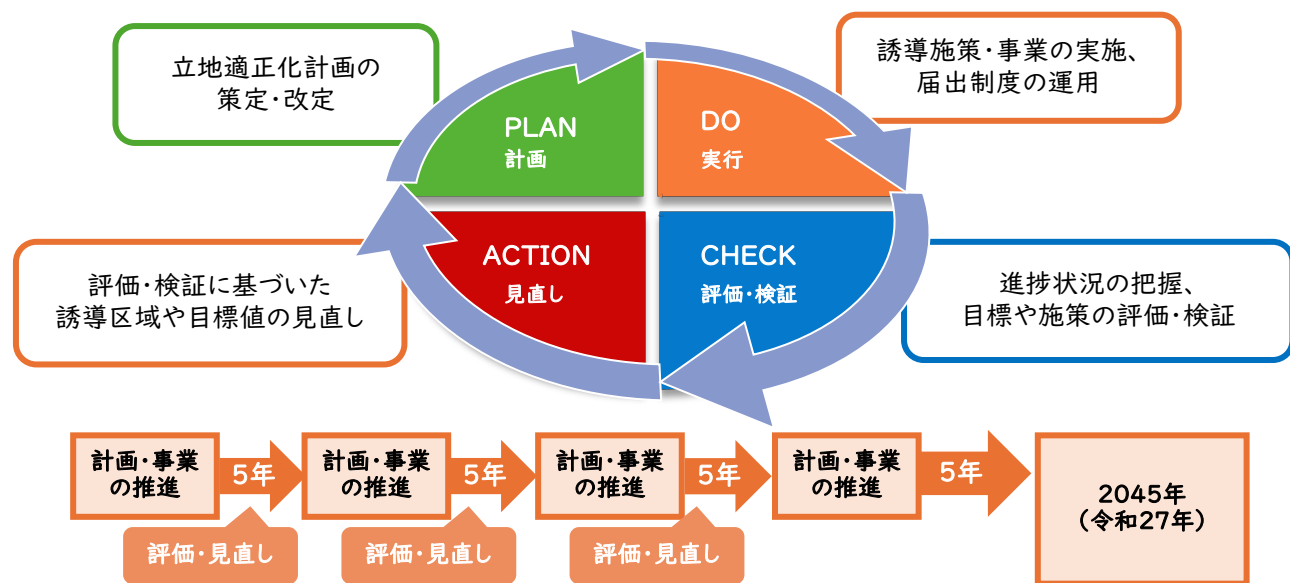 立地適正化計画の
策定・改定
誘導施策・事業の実施、
届出制度の運用
PLAN
計画
DO
実行
ACTION
見直し
CHECK
評価・検証
評価・検証に基づいた
誘導区域や目標値の見直し
進捗状況の把握、
目標や施策の評価・検証
計画・事業
の推進
5年
計画・事業
の推進
5年
計画・事業
の推進
5年
計画・事業
の推進
5年
2045年
（令和27年）
評価・見直し
評価・見直し
評価・見直し